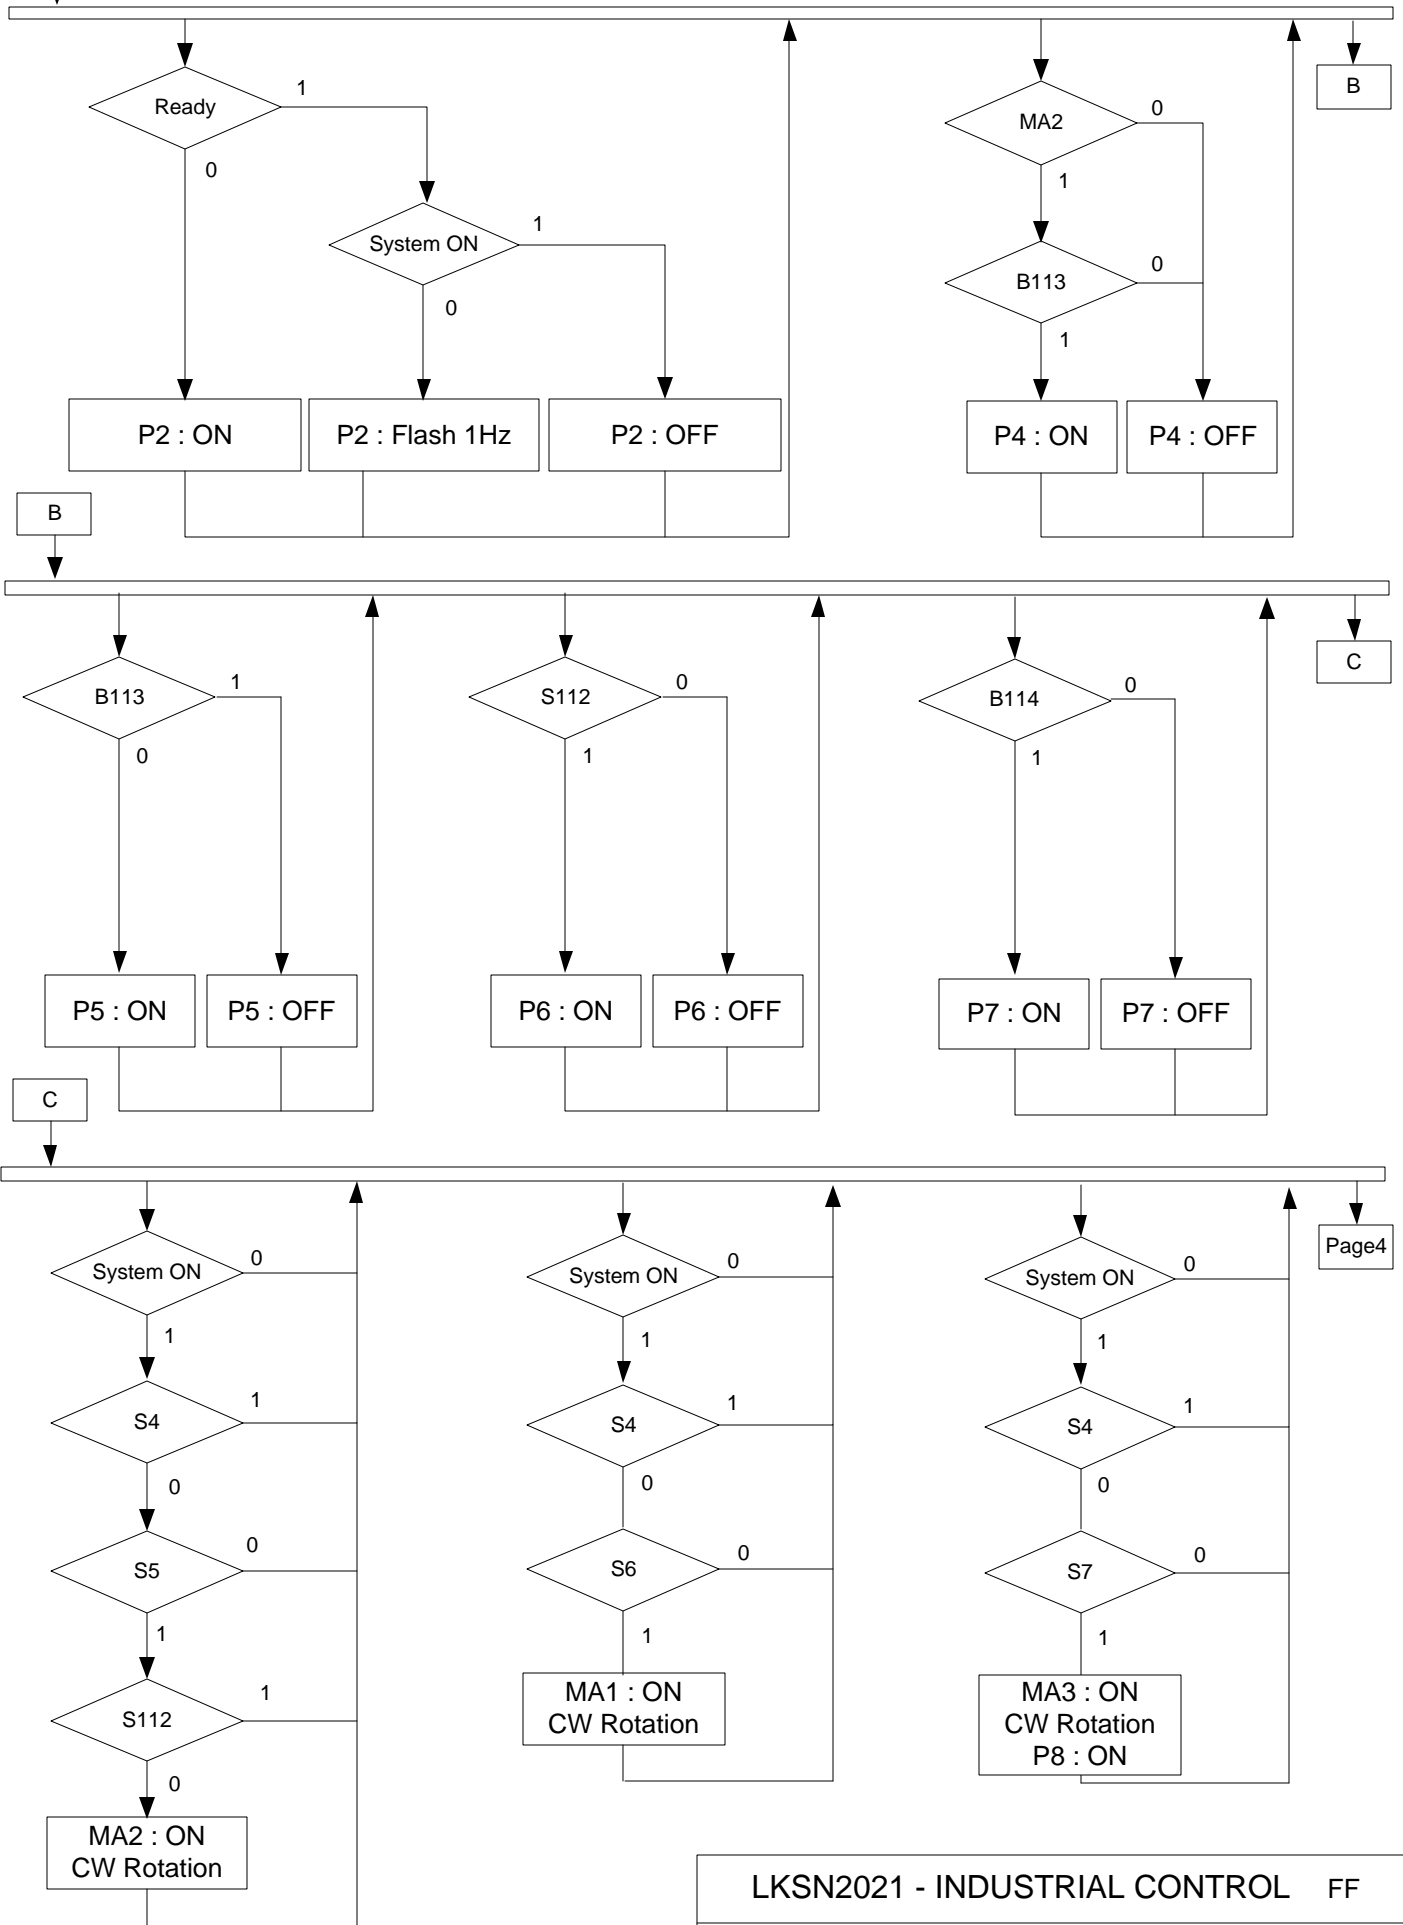 B
Ready
1
0
System ON
1
0
P2 : ON
P2 : Flash 1Hz
P2 : OFF
MA2
0
1
B113
0
1
P4 : ON
P4 : OFF
B
C
B113
1
0
P5 : ON
P5 : OFF
S112
0
1
P6 : ON
P6 : OFF
B114
0
1
P7 : ON
P7 : OFF
C
Page4
System ON
0
1
S4
1
0
S5
0
1
S112
1
0
MA2 : ON
CW Rotation
System ON
0
1
S4
1
0
S6
0
1
MA1 : ON
CW Rotation
System ON
0
1
S4
1
0
S7
0
1
MA3 : ON
CW Rotation
P8 : ON
LKSN2021 - INDUSTRIAL CONTROL FF